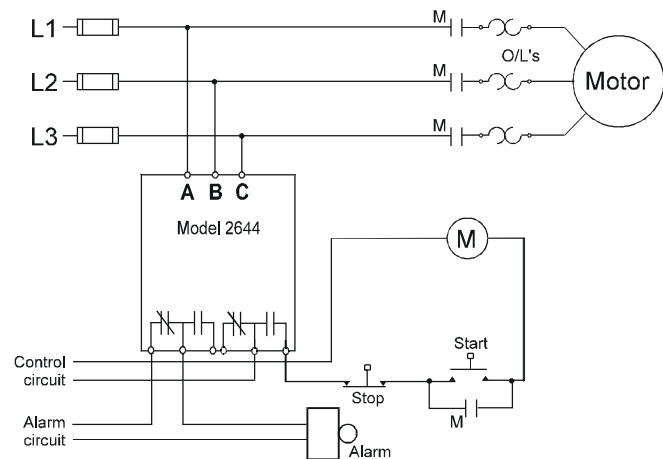 L1
M
O/L's
L2
M
Motor
L3
M
A B C
Model 2644
M
Control
circuit
Start
Stop
M
Alarm
circuit
Alarm